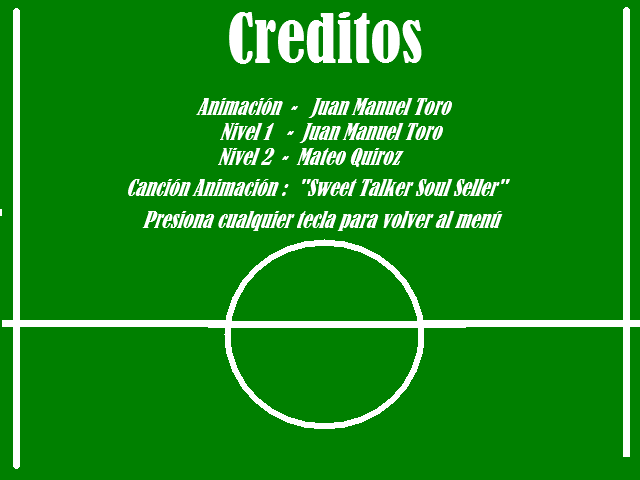 Creditos
Animación - Juan Manuel Toro
Nivel 1 - Juan Manuel Toro
Nivel 2 - Mateo Quiroz
Canción Animación : "Sweet Talker Soul Seller"
Presiona cualquier tecla para volver al menú